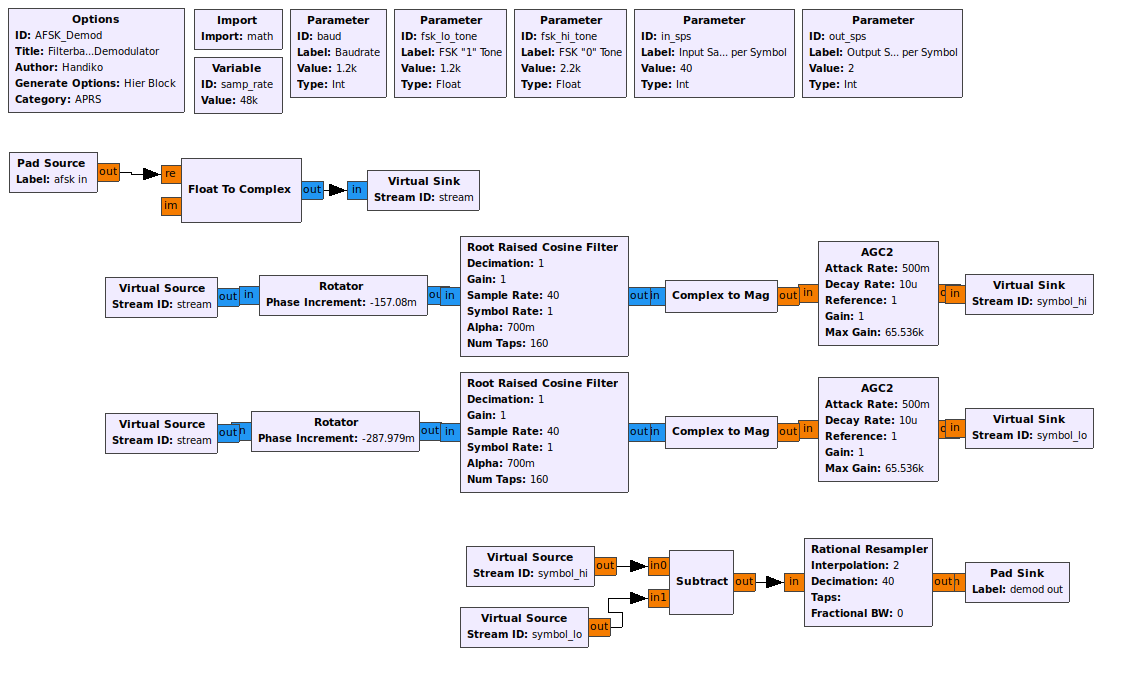 Options
ID: AFSK_Demod
Title: Filterba...Demodulator
Author: Handiko
Generate Options: Hier Block
Category: APRS
Import
Import: math
Variable
ID: samp_rate
Value: 48k
Parameter
ID: baud
Label: Baudrate
Value: 1.2k
Type: Int
Parameter
ID: fsk_lo_tone
Label: FSK "1" Tone
Value: 1.2k
Type: Float
Parameter
ID: fsk_hi_tone
Label: FSK "0" Tone
Value: 2.2k
Type: Float
Parameter
ID: in_sps
Label: Input Sa... per Symbol
Value: 40
Type: Int
Parameter
ID: out_sps
Label: Output S... per Symbol
Value: 2
Type: Int
Pad Source
Label: afsk in
out
re
im
Float To Complex
out
in
Virtual Sink
Stream ID: stream
Virtual Source
Stream ID: stream
out
in
Rotator
Phase Increment: -157.08m
ou
in
Root Raised Cosine Filter
Decimation: 1
Gain: 1
Sample Rate: 40
Symbol Rate: 1
Alpha: 700m
Num Taps: 160
out
in
Complex to Mag
out
in
AGC2
Attack Rate: 500m
Decay Rate: 10u
Reference: 1
Gain: 1
Max Gain: 65.536k
in
Virtual Sink
Stream ID: symbol_hi
Virtual Source
Stream ID: stream
out
n
Rotator
Phase Increment: -287.979m
out
in
Root Raised Cosine Filter
Decimation: 1
Gain: 1
Sample Rate: 40
Symbol Rate: 1
Alpha: 700m
Num Taps: 160
out
in
Complex to Mag
out
in
AGC2
Attack Rate: 500m
Decay Rate: 10u
Reference: 1
Gain: 1
Max Gain: 65.536k
in
Virtual Sink
Stream ID: symbol_lo
Virtual Source
Stream ID: symbol_hi
out
Virtual Source
Stream ID: symbol_lo
out
in0
in1
Subtract
out
in
Rational Resampler
Interpolation: 2
Decimation: 40
Taps:
Fractional BW: 0
out
Pad Sink
Label: demod out